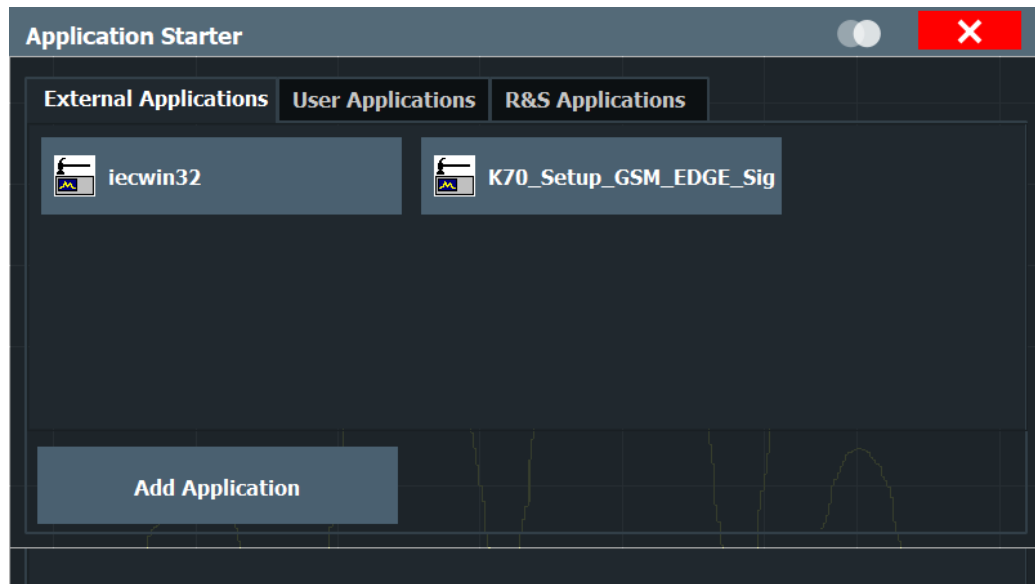 Application Starter
External Applications User Applications R&S Applications
iecwin32 K70_Setup_GSM_EDGE_Sig
Add Application